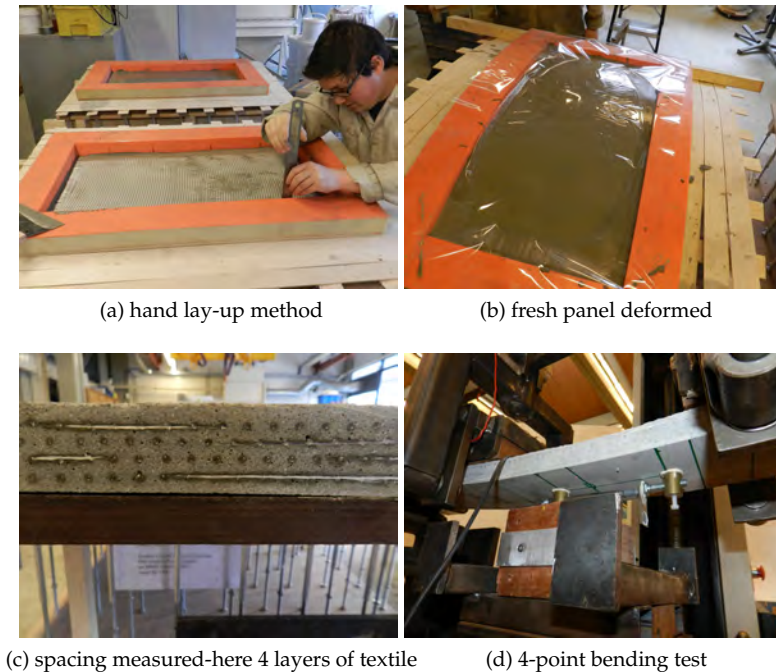 (a) hand lay-up method
(b) fresh panel deformed
(c) spacing measured-here 4 layers of textile
(d) 4-point bending test